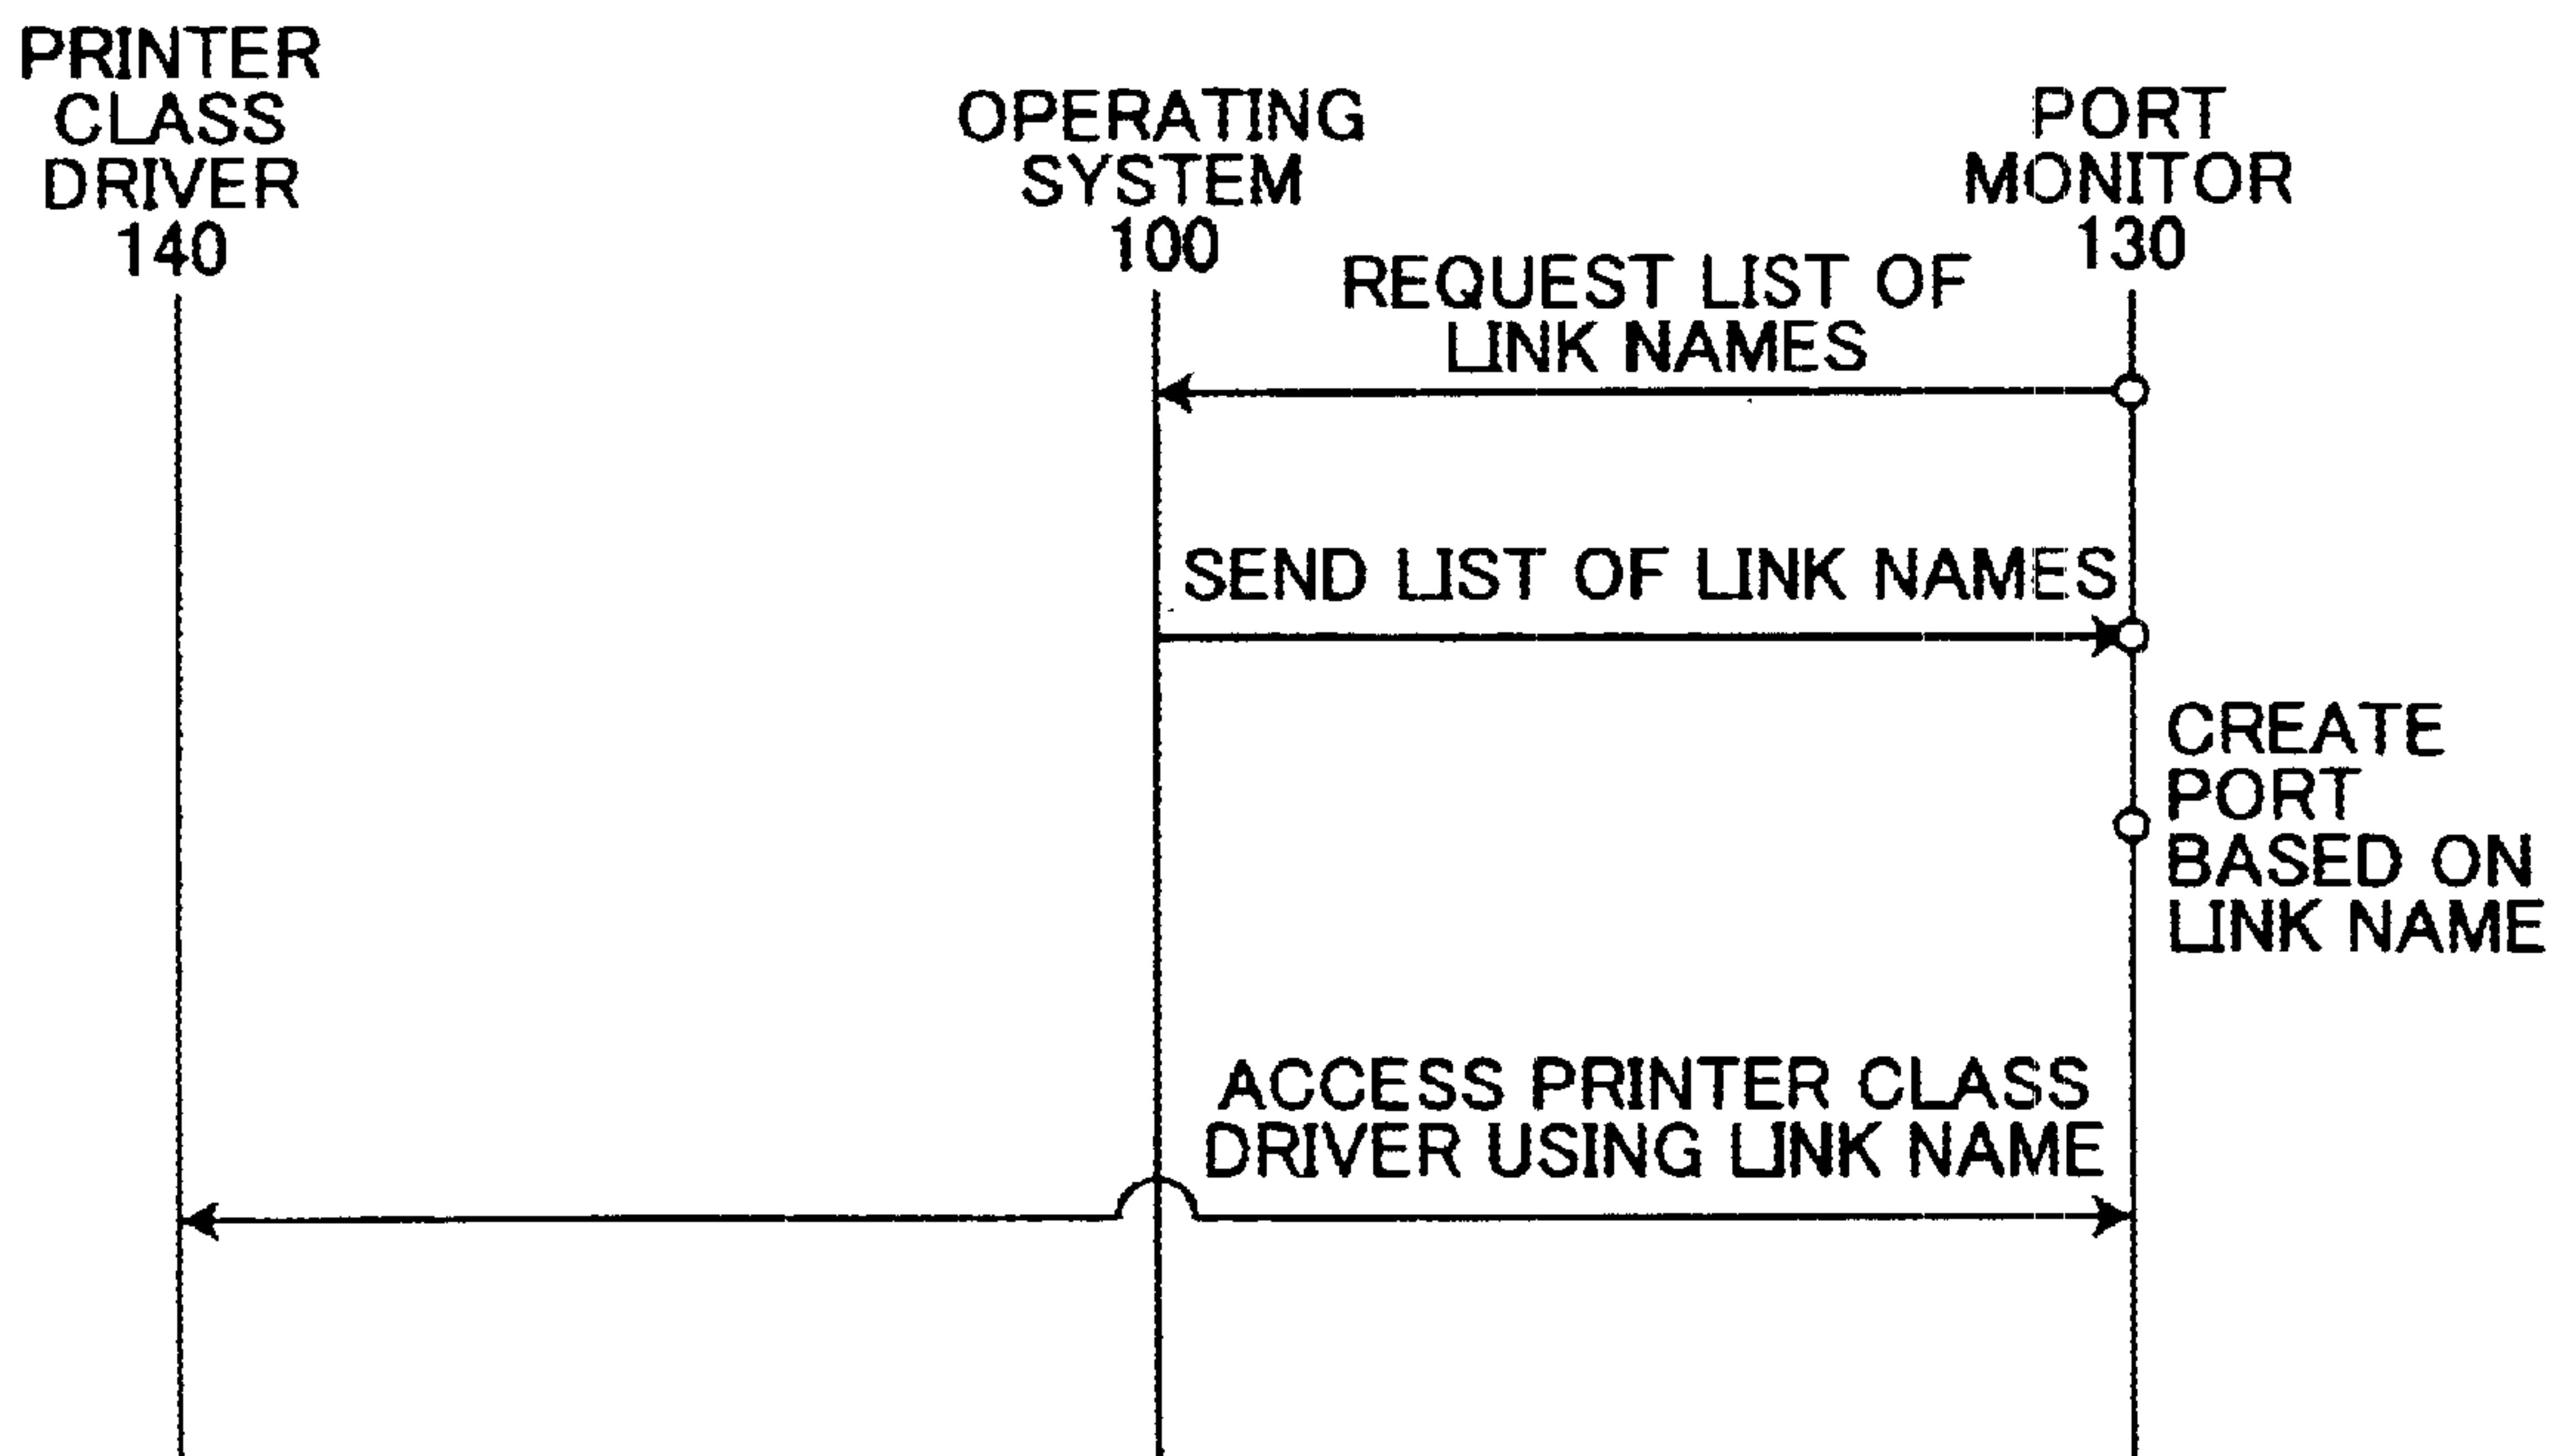 PRINTER
CLASS
DRIVER
140
OPERATING
SYSTEM
100
PORT
MONITOR
130
REQUEST LIST OF
LINK NAMES
SEND LIST OF LINK NAMES
CREATE
PORT
BASED ON
LINK NAME
ACCESS PRINTER CLASS
DRIVER USING LINK NAME